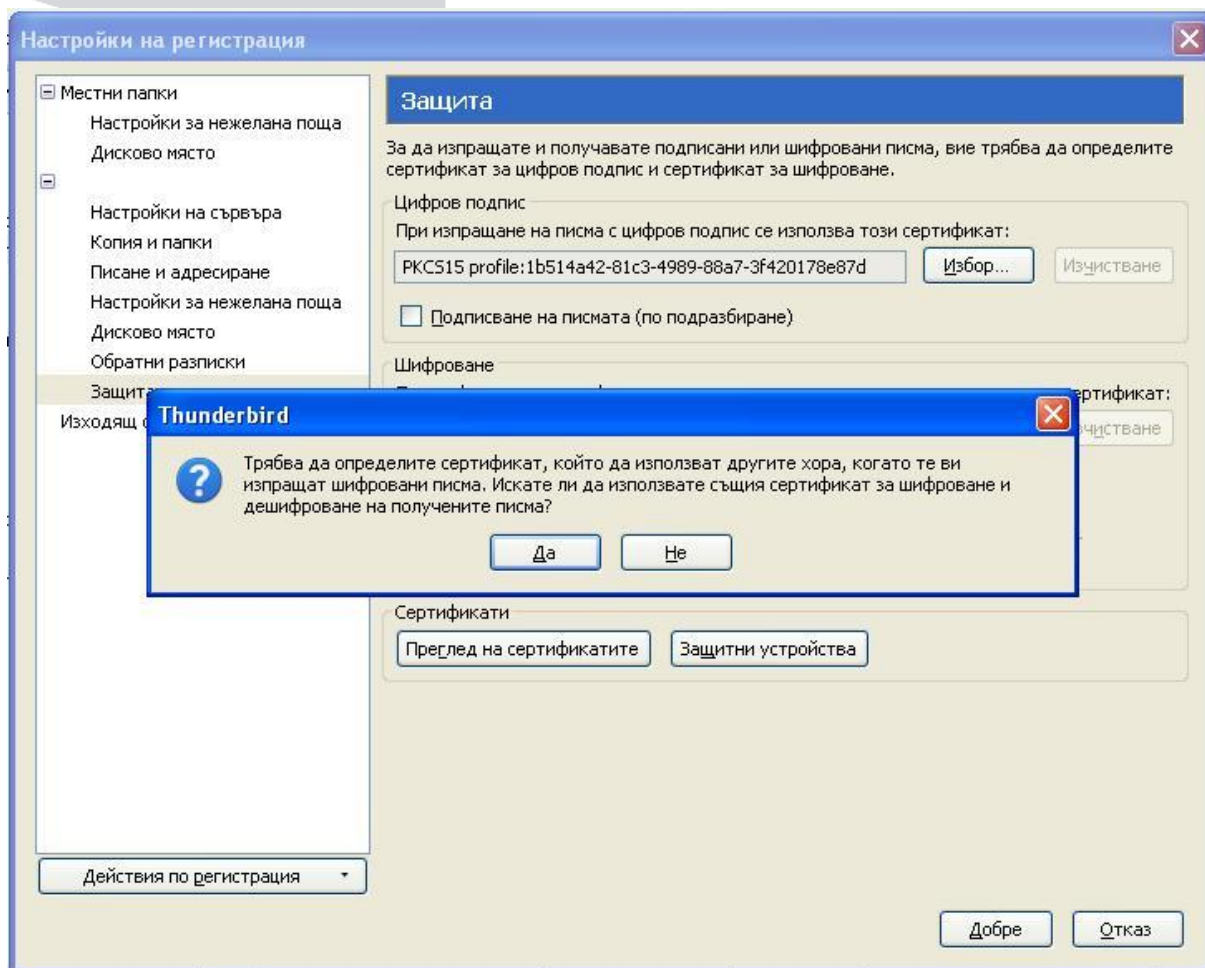 Настройки на регистрация
Местни папки
Настройки за нежелана поща
Дисково място
Настройки на сървъра
Копия и папки
Писане и адресиране
Настройки за нежелана поща
Дисково място
Обратни разписки
Защита
Изходящ
Действия по регистрация
Защита
За да изпращате и получавате подписани или шифровани писма, вие трябва да определите
сертификат за цифров подпис и сертификат за шифроване.
Цифров подпис
При изпращане на писма с цифров подпис се използва този сертификат:
PKCS15 profile:1b514a42-81c3-4989-88a7-3f420178e87d
Избор...
Изчистване
Подписване на писмата (по подразбиране)
Шифроване
ертификат:
чистване
Thunderbird
Трябва да определите сертификат, който да използват другите хора, когато те ви
изпращат шифровани писма. Искате ли да използвате същия сертификат за шифроване и
дешифроване на получените писма?
Да
Не
Сертификати
Преглед на сертификатите
Защитни устройства
Добре
Отказ